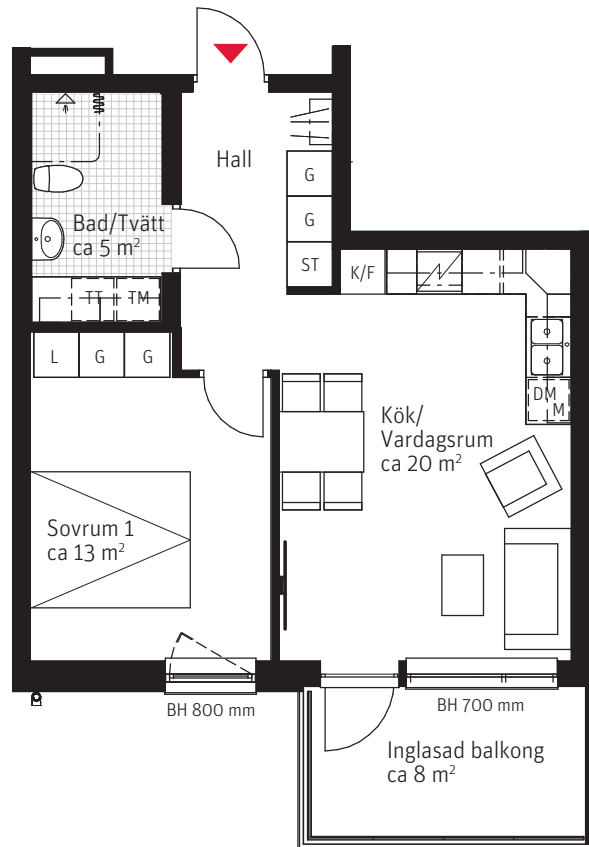 Hall
G
G
ST
Bad/Tvätt
ca 5 m²
TT
TM
K/F
L
G
G
DM
M
Kök/
Vardagsrum
ca 20 m²
Sovrum 1
ca 13 m²
BH 800 mm
BH 700 mm
Inglasad balkong
ca 8 m²